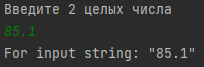 Введите 2 целых числа
85.1
For input string: "85.1"